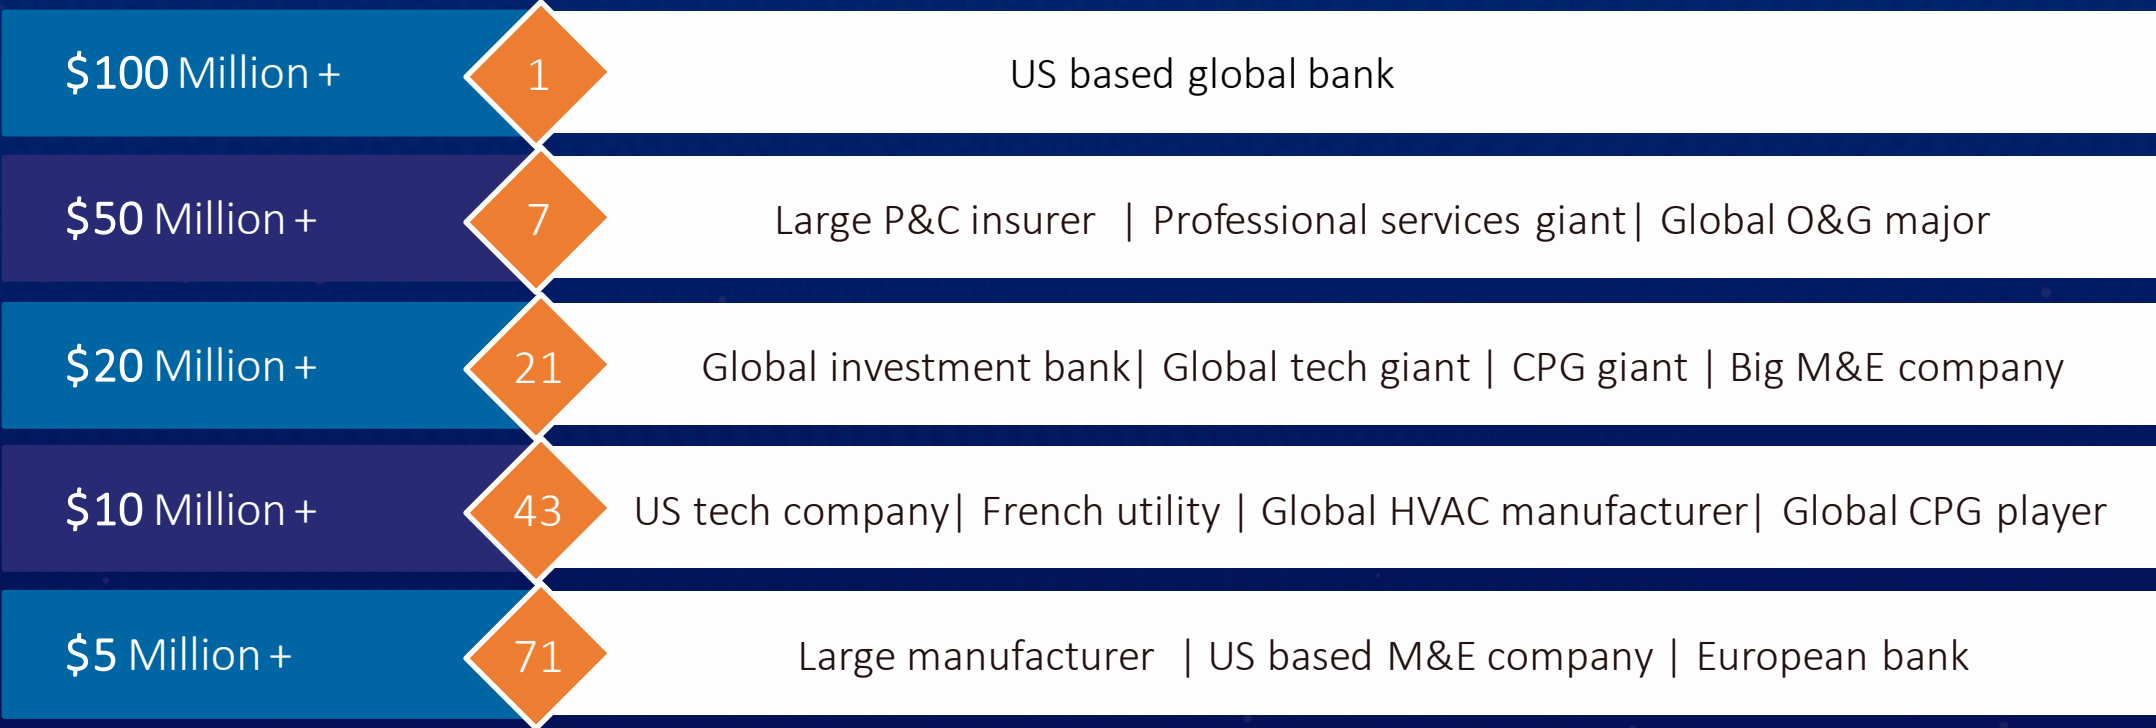 $100 Million +
1
US based global bank
$50 Million +
7
Large P&C insurer | Professional services giant| Global O&G major
$20 Million +
21
Global investment bank| Global tech giant | CPG giant | Big M&E company
$10 Million +
43
US tech company| French utility | Global HVAC manufacturer| Global CPG player
$5 Million +
71
Large manufacturer | US based M&E company | European bank